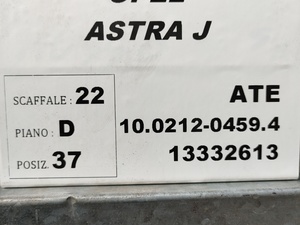 ASTRA J
SCAFFALE : 22
PIANO : D
POSIZ. 37
ATE
10.0212-0459.4
13332613